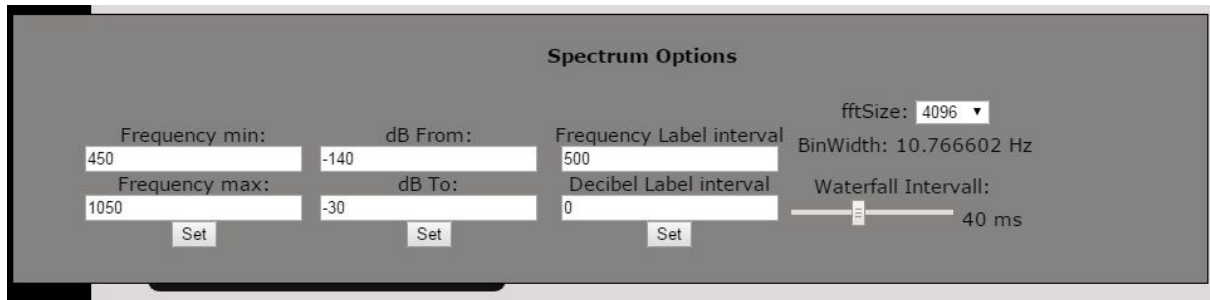 Spectrum Options
fftSize: 4096
Frequency min: dB From: Frequency Label interval
BinWidth: 10.766602 Hz
450 -140 500
Frequency max: dB To: Decibel Label interval Waterfall Intervall:
1050 -30 0
40 ms
Set Set Set